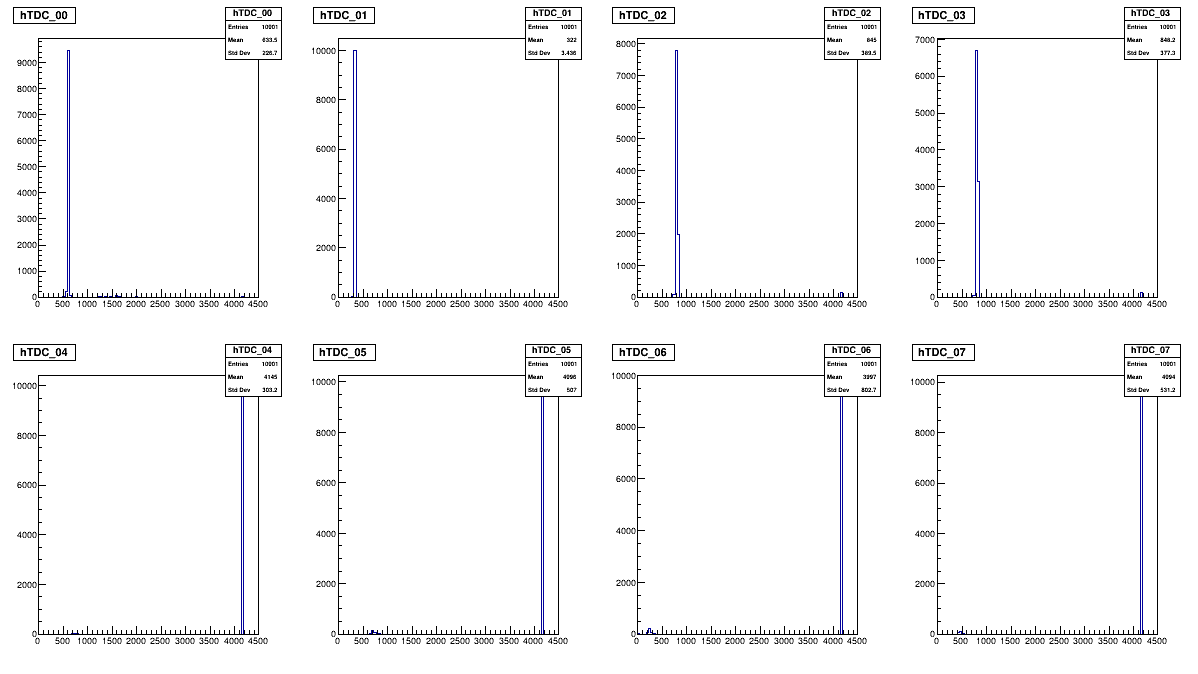 hTDC_00
hTDC_00
Entries 10001
Mean 633.5
Std Dev 226.7
9000
8000
7000
6000
5000
4000
3000
2000
1000
0
0 500 1000 1500 2000 2500 3000 3500 4000 4500
hTDC_01
hTDC_01
Entries 10001
Mean 322
Std Dev 3.436
10000
8000
6000
4000
2000
0
0 500 1000 1500 2000 2500 3000 3500 4000 4500
hTDC_02
hTDC_02
Entries 10001
Mean 845
Std Dev 389.5
8000
7000
6000
5000
4000
3000
2000
1000
0
0 500 1000 1500 2000 2500 3000 3500 4000 4500
hTDC_03
hTDC_03
Entries 10001
Mean 848.2
Std Dev 377.3
7000
6000
5000
4000
3000
2000
1000
0
0 500 1000 1500 2000 2500 3000 3500 4000 4500
hTDC_04
hTDC_04
Entries 10001
Mean 4145
Std Dev 303.2
10000
8000
6000
4000
2000
0
0 500 1000 1500 2000 2500 3000 3500 4000 4500
hTDC_05
hTDC_05
Entries 10001
Mean 4096
Std Dev 507
10000
8000
6000
4000
2000
0
0 500 1000 1500 2000 2500 3000 3500 4000 4500
hTDC_06
hTDC_06
Entries 10001
Mean 3997
Std Dev 802.7
10000
8000
6000
4000
2000
0
0 500 1000 1500 2000 2500 3000 3500 4000 4500
hTDC_07
hTDC_07
Entries 10001
Mean 4094
Std Dev 531.2
10000
8000
6000
4000
2000
0
0 500 1000 1500 2000 2500 3000 3500 4000 4500